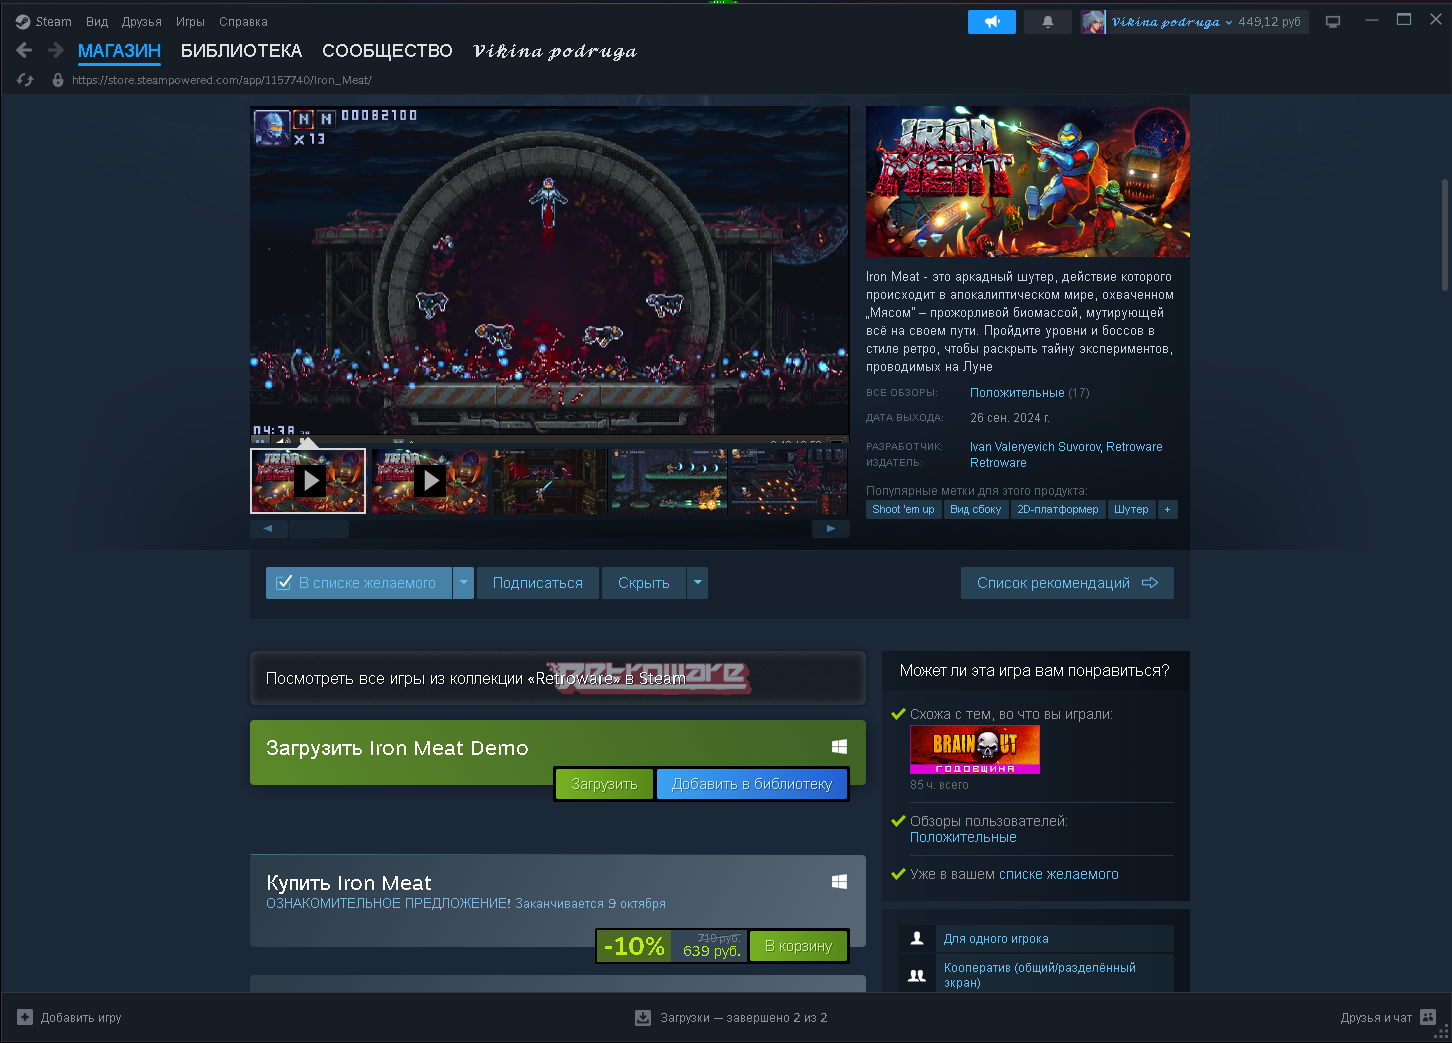 Steam Вид Друзья Игры Справка
Vikina podruga 449,12 руб
МАГАЗИН БИБЛИОТЕКА СООБЩЕСТВО Vikina podruga
https://store.steampowered.com/app/1157740/Iron_Meat/
N N 00082100
x13
04:38
IRON MEAT
Iron Meat - это аркадный шутер, действие которого
происходит в апокалиптическом мире, охваченном
„Мясом” – прожорливой биомассой, мутирующей
всё на своем пути. Пройдите уровни и боссов в
стиле ретро, чтобы раскрыть тайну экспериментов,
проводимых на Луне
ВСЕ ОБЗОРЫ: Положительные (17)
ДАТА ВЫХОДА: 26 сен. 2024 г.
РАЗРАБОТЧИК: Ivan Valeryevich Suvorov, Retroware
ИЗДАТЕЛЬ: Retroware
Популярные метки для этого продукта:
Shoot 'em up Вид сбоку 2D-платформер Шутер +
IRON MEAT
IRON MEAT
В списке желаемого Подписаться Скрыть Список рекомендаций
Посмотреть все игры из коллекции «Retroware» в Steam
Retroware
Загрузить Iron Meat Demo
Загрузить Добавить в библиотеку
Купить Iron Meat
ОЗНАКОМИТЕЛЬНОЕ ПРЕДЛОЖЕНИЕ! Заканчивается 9 октября
-10% 710 руб. 639 руб. В корзину
Может ли эта игра вам понравиться?
Схожа с тем, во что вы играли:
BRAIN OUT
ГОДОВЩИНА
85 ч. всего
Обзоры пользователей:
Положительные
Уже в вашем списке желаемого
Для одного игрока
Кооператив (общий/разделённый
экран)
Добавить игру Загрузки — завершено 2 из 2 Друзья и чат